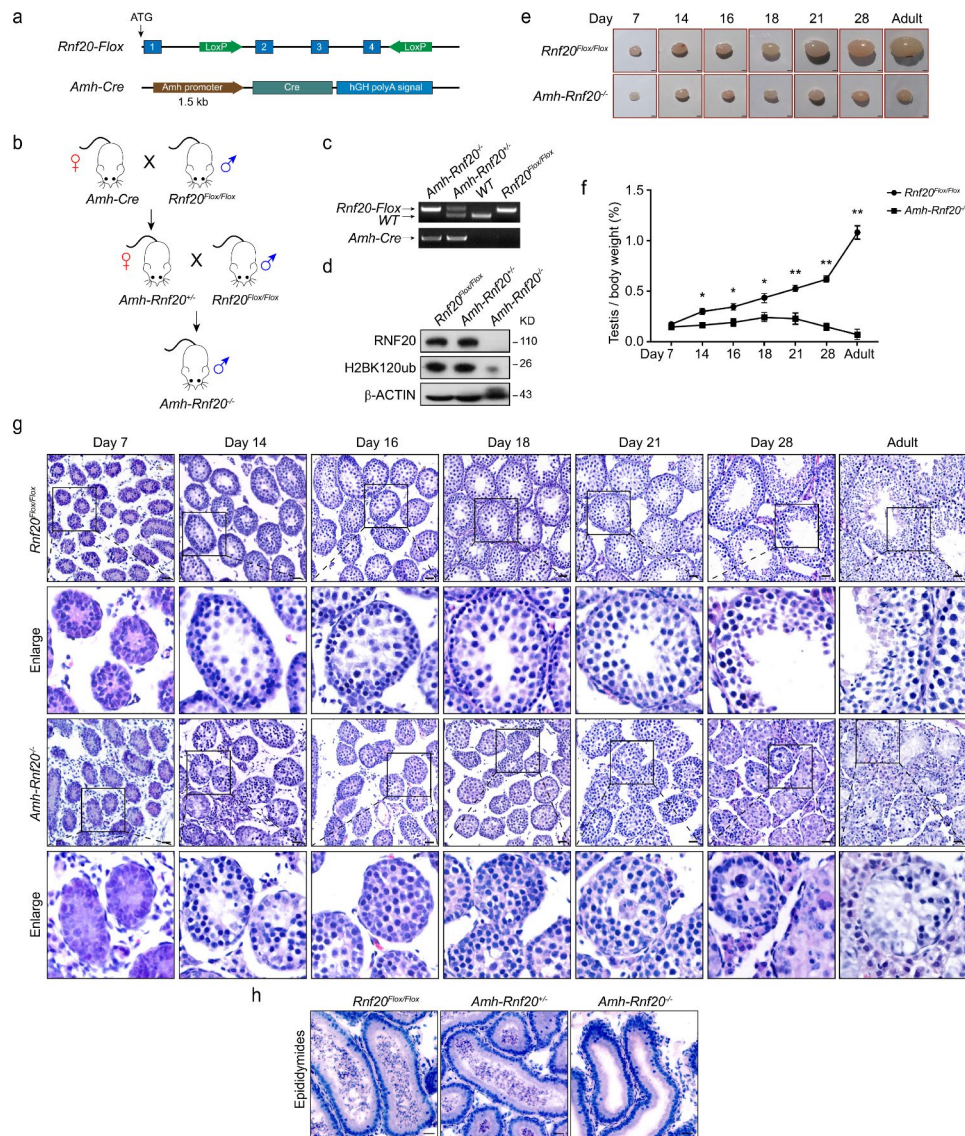 a
ATG
Rnf20-Flox
1
LoxP
2
3
4
LoxP
Amh-Cre
Amh promoter
Cre
hGH polyA signal
1.5 kb
b
♀
X
♂
Amh-Cre
Rnf20Flox/Flox
♀
X
♂
Amh-Rnf20+/-
Rnf20Flox/Flox
♂
Amh-Rnf20-/-
c
Amh-Rnf20-/-
Amh-Rnf20+/-
WT
Rnf20Flox/Flox
Rnf20-Flox
WT
Amh-Cre
d
Rnf20Flox/Flox
Amh-Rnf20+/-
Amh-Rnf20-/-
KD
RNF20
110
H2BK120ub
26
β-ACTIN
43
e
Day 7 14 16 18 21 28 Adult
Rnf20Flox/Flox
Amh-Rnf20-/-
f
Rnf20Flox/Flox
Amh-Rnf20-/-
Testis / body weight (%)
1.5
1.0
0.5
0.0
* * * ** ** **
Day 7 14 16 18 21 28 Adult
g
Day 7 Day 14 Day 16 Day 18 Day 21 Day 28 Adult
Rnf20Flox/Flox
Enlarge
Amh-Rnf20-/-
Enlarge
h
Rnf20Flox/Flox Amh-Rnf20+/- Amh-Rnf20-/-
Epididymides